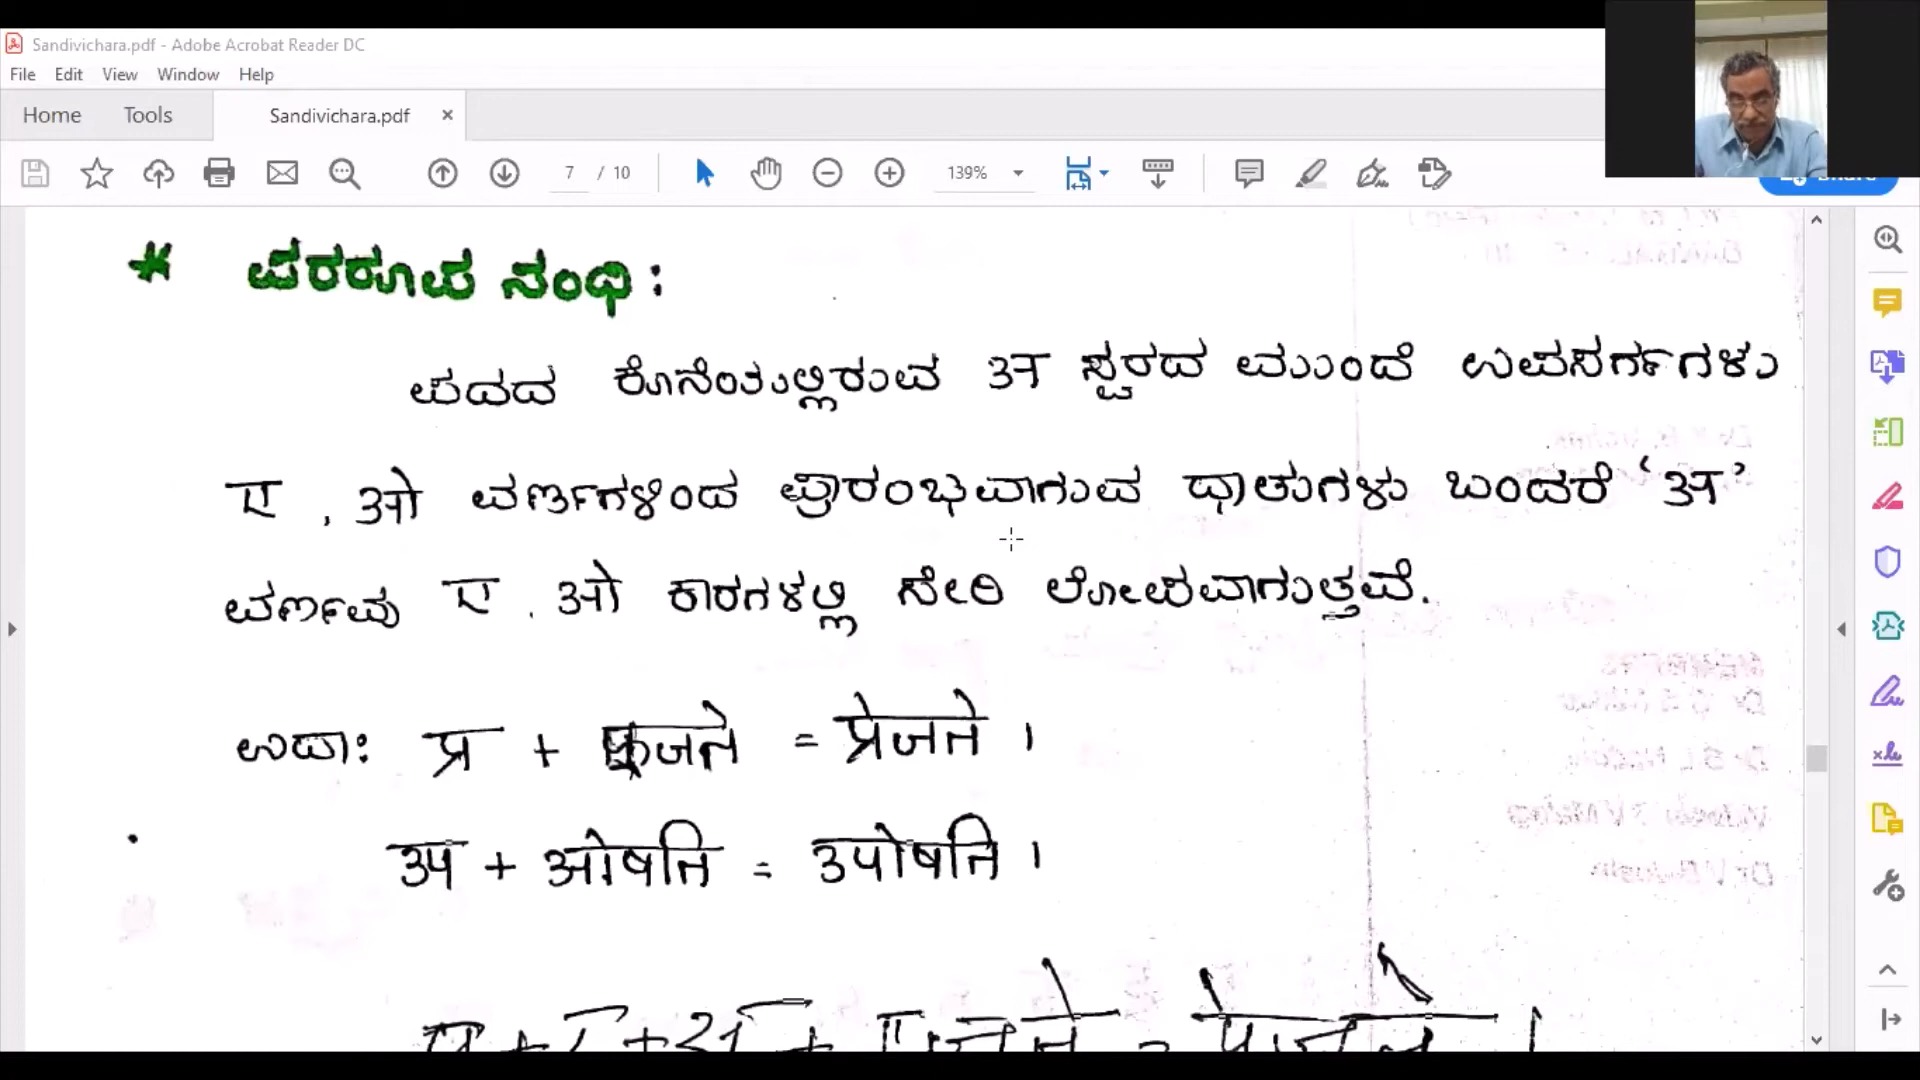 Sandivichara.pdf - Adobe Acrobat Reader DC
File Edit View Window Help
Home Tools Sandivichara.pdf ×
7 / 10 139%
* ಪರರೂಪ ಸಂಧಿ:
ಪದದ ಕೊನೆಯಲ್ಲಿರುವ अ ಸ್ವರದ ಮುಂದೆ ಉಪಸರ್ಗಗಳು
ए , ओ ವರ್ಣಗಳಿಂದ ಪ್ರಾರಂಭವಾಗುವ ಧಾತುಗಳು ಬಂದರೆ ‘अ’
ವರ್ಣವು ए , ओ ಕಾರಗಳಲ್ಲಿ ಸೇರಿ ಲೋಪವಾಗುತ್ತವೆ.
ಉದಾ: प्र + एजते = प्रेजते ।
उप + ओषति = उपोषति ।